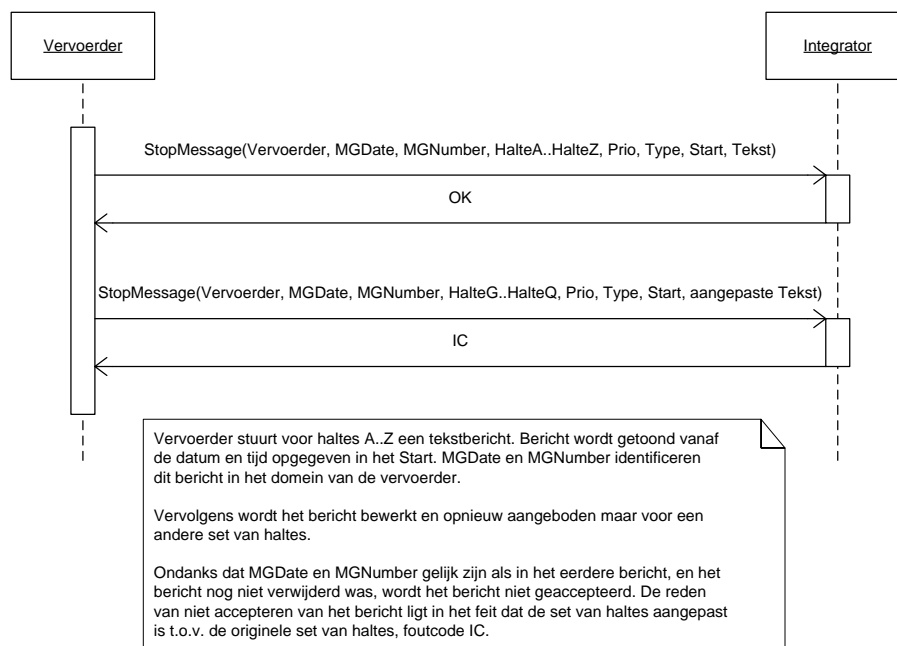 Vervoerder
Integrator
StopMessage(Vervoerder, MGDate, MGNumber, HalteA..HalteZ, Prio, Type, Start, Tekst)
OK
StopMessage(Vervoerder, MGDate, MGNumber, HalteG..HalteQ, Prio, Type, Start, aangepaste Tekst)
IC
Vervoerder stuurt voor haltes A..Z een tekstbericht. Bericht wordt getoond vanaf
de datum en tijd opgegeven in het Start. MGDate en MGNumber identificeren
dit bericht in het domein van de vervoerder.
Vervolgens wordt het bericht bewerkt en opnieuw aangeboden maar voor een
andere set van haltes.
Ondanks dat MGDate en MGNumber gelijk zijn als in het eerdere bericht, en het
bericht nog niet verwijderd was, wordt het bericht niet geaccepteerd. De reden
van niet accepteren van het bericht ligt in het feit dat de set van haltes aangepast
is t.o.v. de originele set van haltes, foutcode IC.